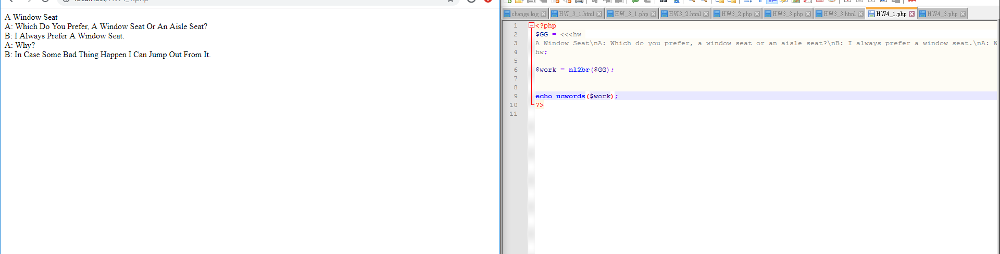 A Window Seat
A: Which Do You Prefer, A Window Seat Or An Aisle Seat?
B: I Always Prefer A Window Seat.
A: Why?
B: In Case Some Bad Thing Happen I Can Jump Out From It.
change.log HW_3_1.html HW_3_1.php HW3_2.html HW3_2.php HW3_3.php HW3_3.html HW4_1.php HW4_3.php
1 <?php
2 $GG = <<<hw
3 A Window Seat\nA: Which do you prefer, a window seat or an aisle seat?\nB: I always prefer a window seat.\nA: W
4 hw;
5
6 $work = nl2br($GG);
7
8
9 echo ucwords($work);
10 ?>
11